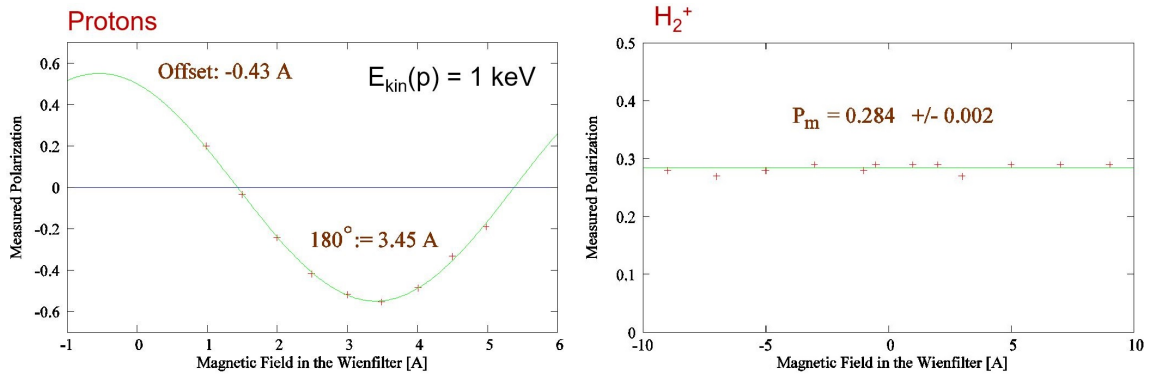 Protons
0.6
0.4
0.2
0
-0.2
-0.4
-0.6
Measured Polarization
Offset: -0.43 A
E_kin(p) = 1 keV
180°:= 3.45 A
-1 0 1 2 3 4 5 6
Magnetic Field in the Wienfilter [A]
H₂⁺
0.5
0.4
0.3
0.2
0.1
0
Measured Polarization
Pₘ = 0.284 +/- 0.002
-10 -5 0 5 10
Magnetic Field in the Wienfilter [A]